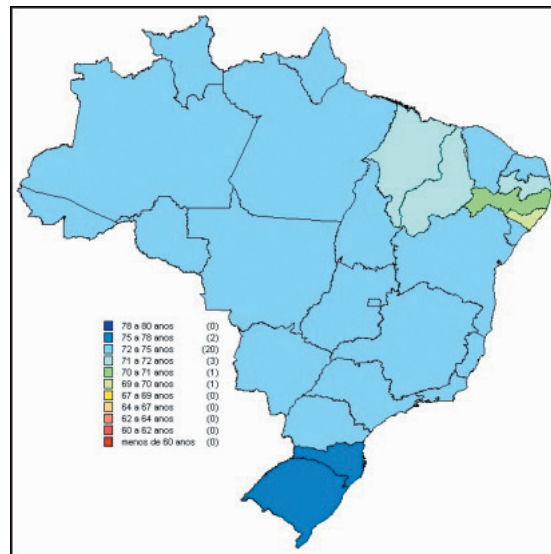 78 a 80 anos (0)
75 a 78 anos (2)
72 a 75 anos (20)
71 a 72 anos (3)
70 a 71 anos (1)
69 a 70 anos (1)
67 a 69 anos (0)
64 a 67 anos (0)
62 a 64 anos (0)
60 a 62 anos (0)
menos de 60 anos (0)